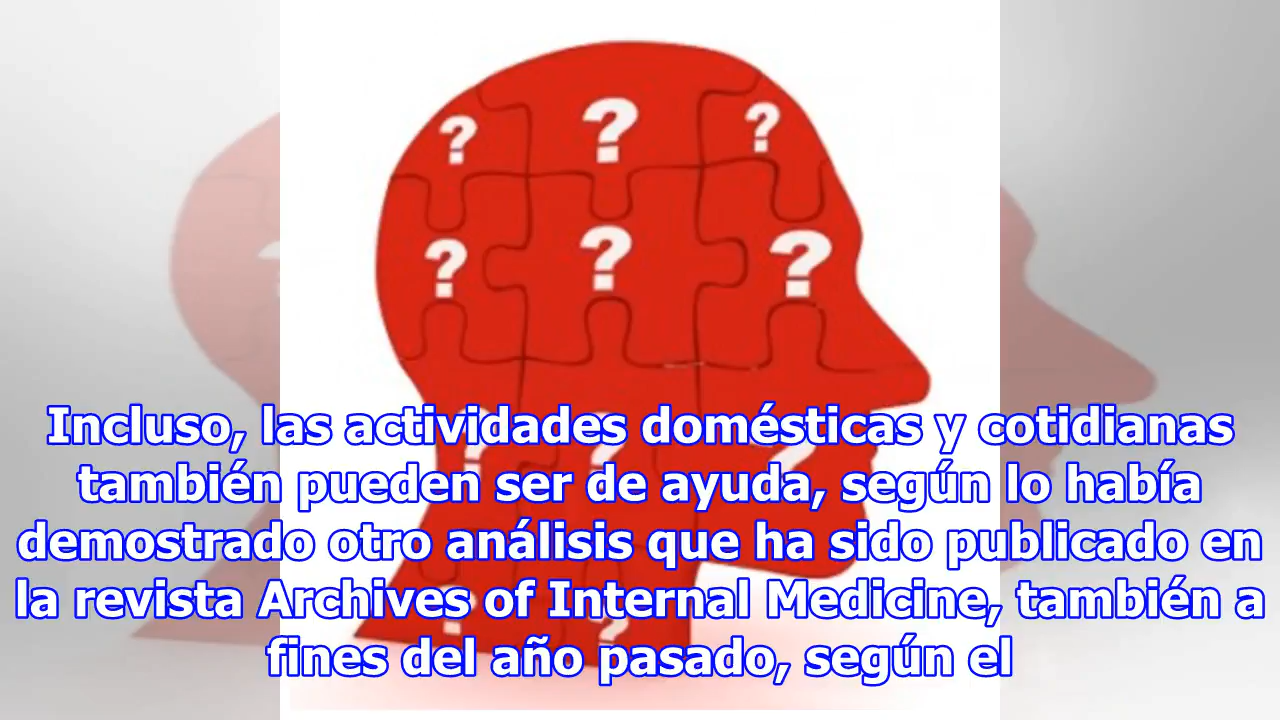 ? ? ?
? ? ?
? ? ?
? ?
Incluso, las actividades domésticas y cotidianas
también pueden ser de ayuda, según lo había
demostrado otro análisis que ha sido publicado en
la revista Archives of Internal Medicine, también a
fines del año pasado, según el